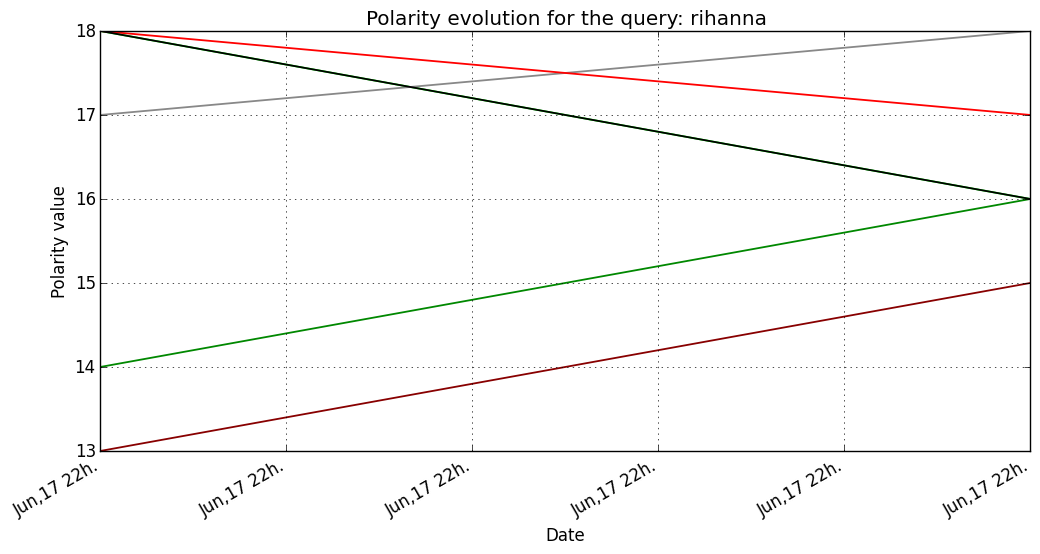 Polarity evolution for the query: rihanna
18
17
16
15
14
13
Polarity value
Jun,17 22h.
Jun,17 22h.
Jun,17 22h.
Jun,17 22h.
Jun,17 22h.
Jun,17 22h.
Date